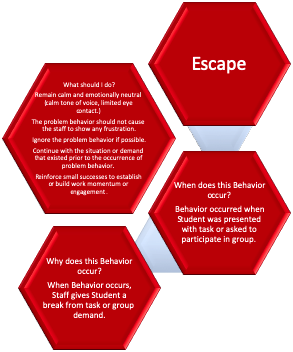 Escape
What should I do?
Remain calm and emotionally neutral
(calm tone of voice, limited eye
contact.)
The problem behavior should not cause
the staff to show any frustration.
Ignore the problem behavior if possible.
Continue with the situation or demand
that existed prior to the occurrence of
problem behavior.
Reinforce small successes to establish
or build work momentum or
engagement.
When does this Behavior
occur?
Behavior occurred when
Student was presented
with task or asked to
participate in group.
Why does this Behavior
occur?
When Behavior occurs,
Staff gives Student a
break from task or group
demand.